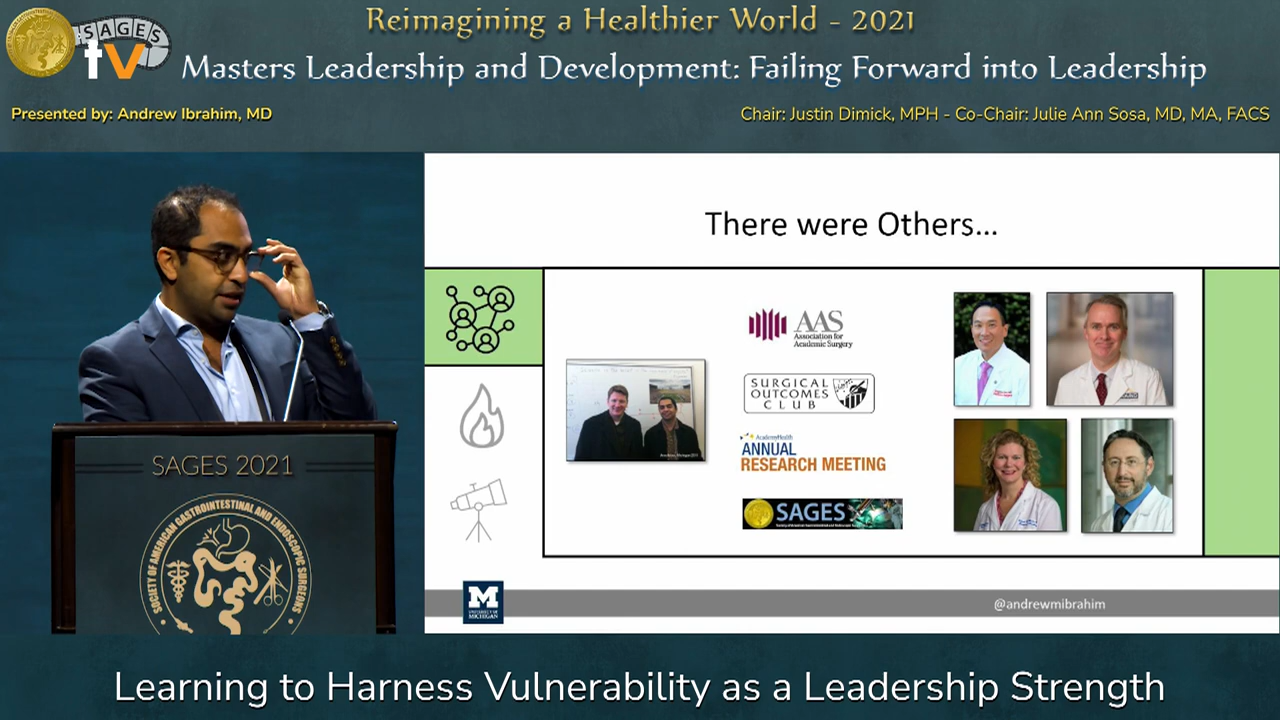 Reimagining a Healthier World - 2021
SAGES
tv
Masters Leadership and Development: Failing Forward into Leadership
Presented by: Andrew Ibrahim, MD
Chair: Justin Dimick, MPH - Co-Chair: Julie Ann Sosa, MD, MA, FACS
There were Others...
AAS
Association for
Academic Surgery
SURGICAL
OUTCOMES
CLUB
AcademyHealth
ANNUAL
RESEARCH MEETING
SAGES
SAGES 2021
SOCIETY OF AMERICAN GASTROINTESTINAL AND ENDOSCOPIC SURGEONS
M
UNIVERSITY OF
MICHIGAN
@andrewmibrahim
Learning to Harness Vulnerability as a Leadership Strength